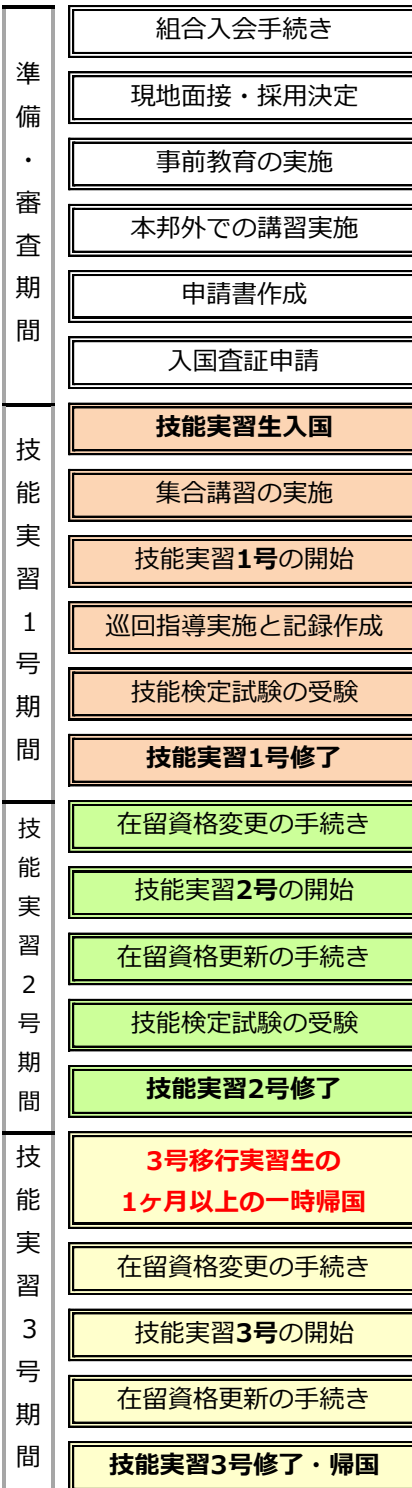 準備・審査期間
組合入会手続き
現地面接・採用決定
事前教育の実施
本邦外での講習実施
申請書作成
入国査証申請
技能実習1号期間
技能実習生入国
集合講習の実施
技能実習1号の開始
巡回指導実施と記録作成
技能検定試験の受験
技能実習1号修了
技能実習2号期間
在留資格変更の手続き
技能実習2号の開始
在留資格更新の手続き
技能検定試験の受験
技能実習2号修了
技能実習3号期間
3号移行実習生の
1ヶ月以上の一時帰国
在留資格変更の手続き
技能実習3号の開始
在留資格更新の手続き
技能実習3号修了・帰国